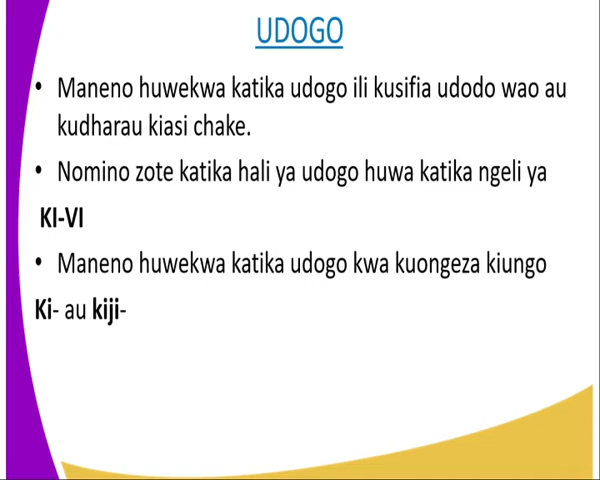 UDOGO
• Maneno huwekwa katika udogo ili kusifia udodo wao au
kudharau kiasi chake.
• Nomino zote katika hali ya udogo huwa katika ngeli ya
KI-VI
• Maneno huwekwa katika udogo kwa kuongeza kiungo
Ki- au kiji-